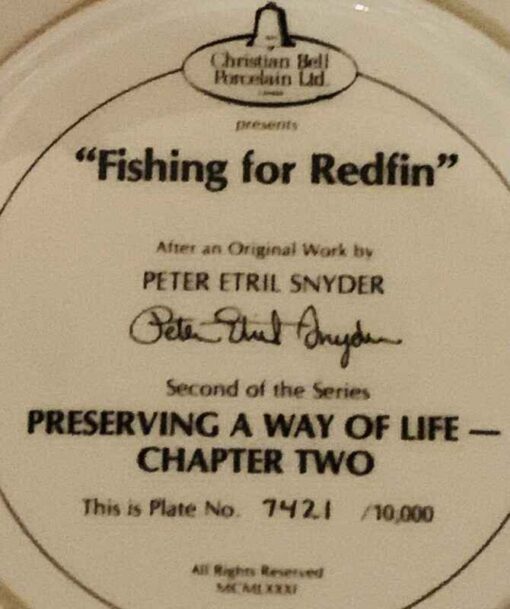 Christian Bell
Porcelain Ltd.
presents
“Fishing for Redfin”
After an Original Work by
PETER ETRIL SNYDER
Peter Etril Snyder
Second of the Series
PRESERVING A WAY OF LIFE —
CHAPTER TWO
This is Plate No. 7421 /10,000
All Rights Reserved